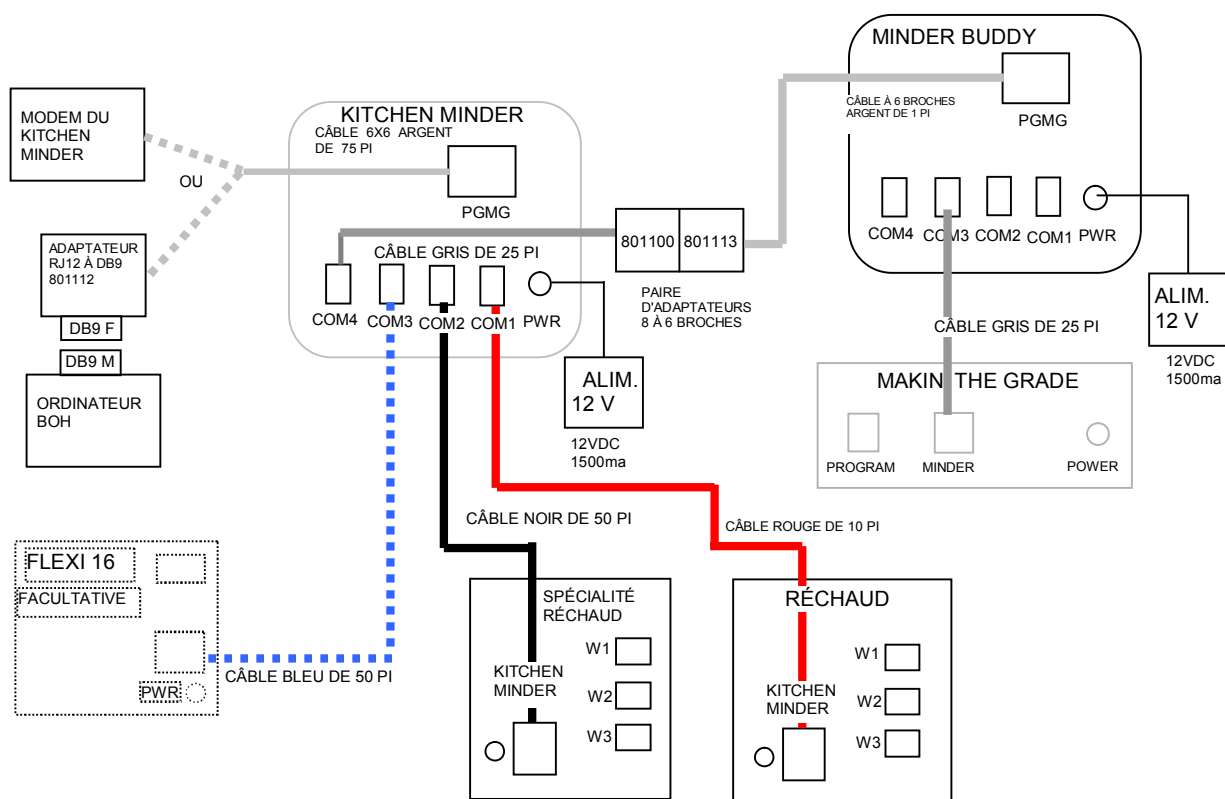 MINDER BUDDY
CÂBLE À 6 BROCHES
ARGENT DE 1 PI
PGMG
COM4
COM3
COM2
COM1
PWR
ALIM.
12 V
12VDC
1500ma
MODEM DU
KITCHEN
MINDER
OU
ADAPTATEUR
RJ12 À DB9
801112
DB9 F
DB9 M
ORDINATEUR
BOH
KITCHEN MINDER
CÂBLE 6X6 ARGENT
DE 75 PI
PGMG
CÂBLE GRIS DE 25 PI
COM4
COM3
COM2
COM1
PWR
801100
801113
PAIRE
D'ADAPTATEURS
8 À 6 BROCHES
ALIM.
12 V
12VDC
1500ma
CÂBLE GRIS DE 25 PI
MAKIN' THE GRADE
PROGRAM
MINDER
POWER
CÂBLE NOIR DE 50 PI
CÂBLE ROUGE DE 10 PI
FLEXI 16
FACULTATIVE
PWR
CÂBLE BLEU DE 50 PI
SPÉCIALITÉ
RÉCHAUD
W1
W2
W3
KITCHEN
MINDER
RÉCHAUD
W1
W2
W3
KITCHEN
MINDER